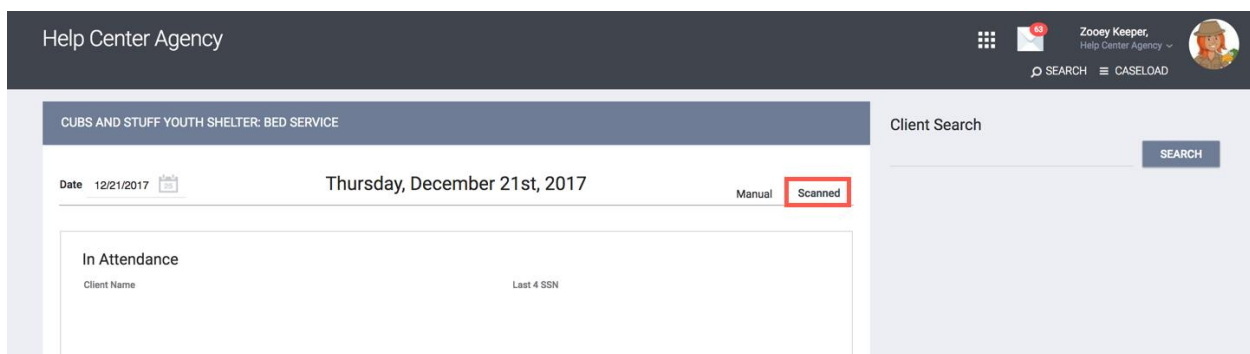 Help Center Agency
63
Zooey Keeper,
Help Center Agency
SEARCH CASELOAD
CUBS AND STUFF YOUTH SHELTER: BED SERVICE
Date 12/21/2017 Thursday, December 21st, 2017 Manual Scanned
In Attendance
Client Name Last 4 SSN
Client Search
SEARCH